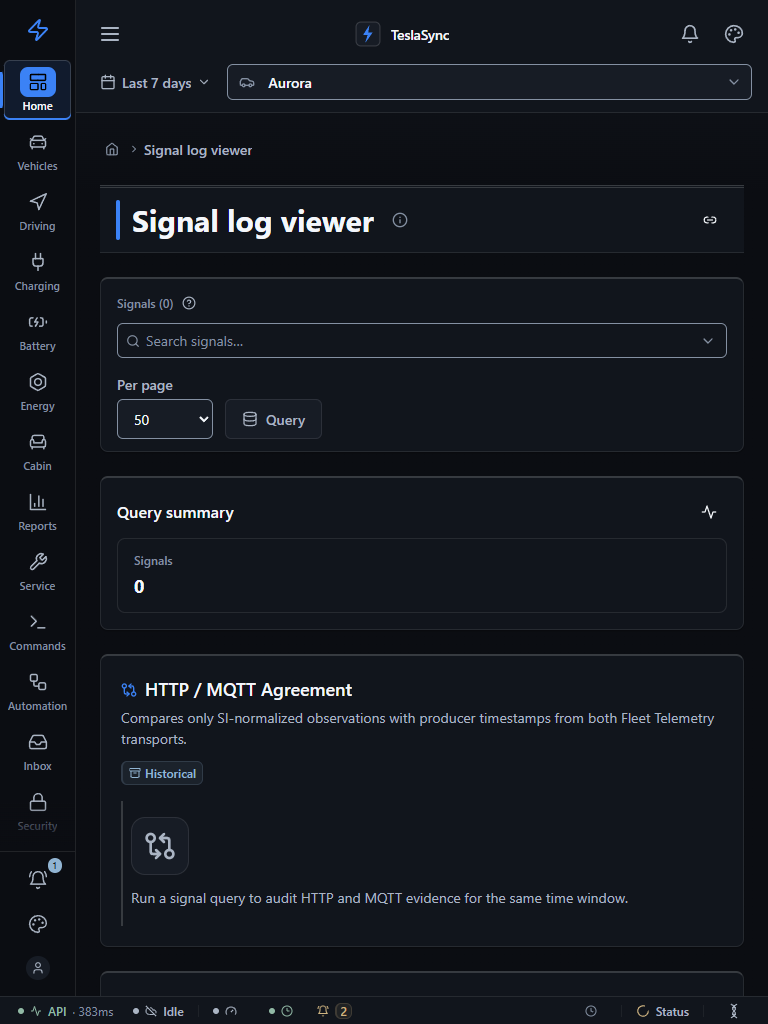 TeslaSync
Last 7 days
Aurora
Home
Vehicles
Driving
Charging
Battery
Energy
Cabin
Reports
Service
Commands
Automation
Inbox
Security
1
Signal log viewer
Signal log viewer
Signals (0)
Search signals...
Per page
50
Query
Query summary
Signals
0
HTTP / MQTT Agreement
Compares only SI-normalized observations with producer timestamps from both Fleet Telemetry
transports.
Historical
Run a signal query to audit HTTP and MQTT evidence for the same time window.
API · 383ms
Idle
2
Status